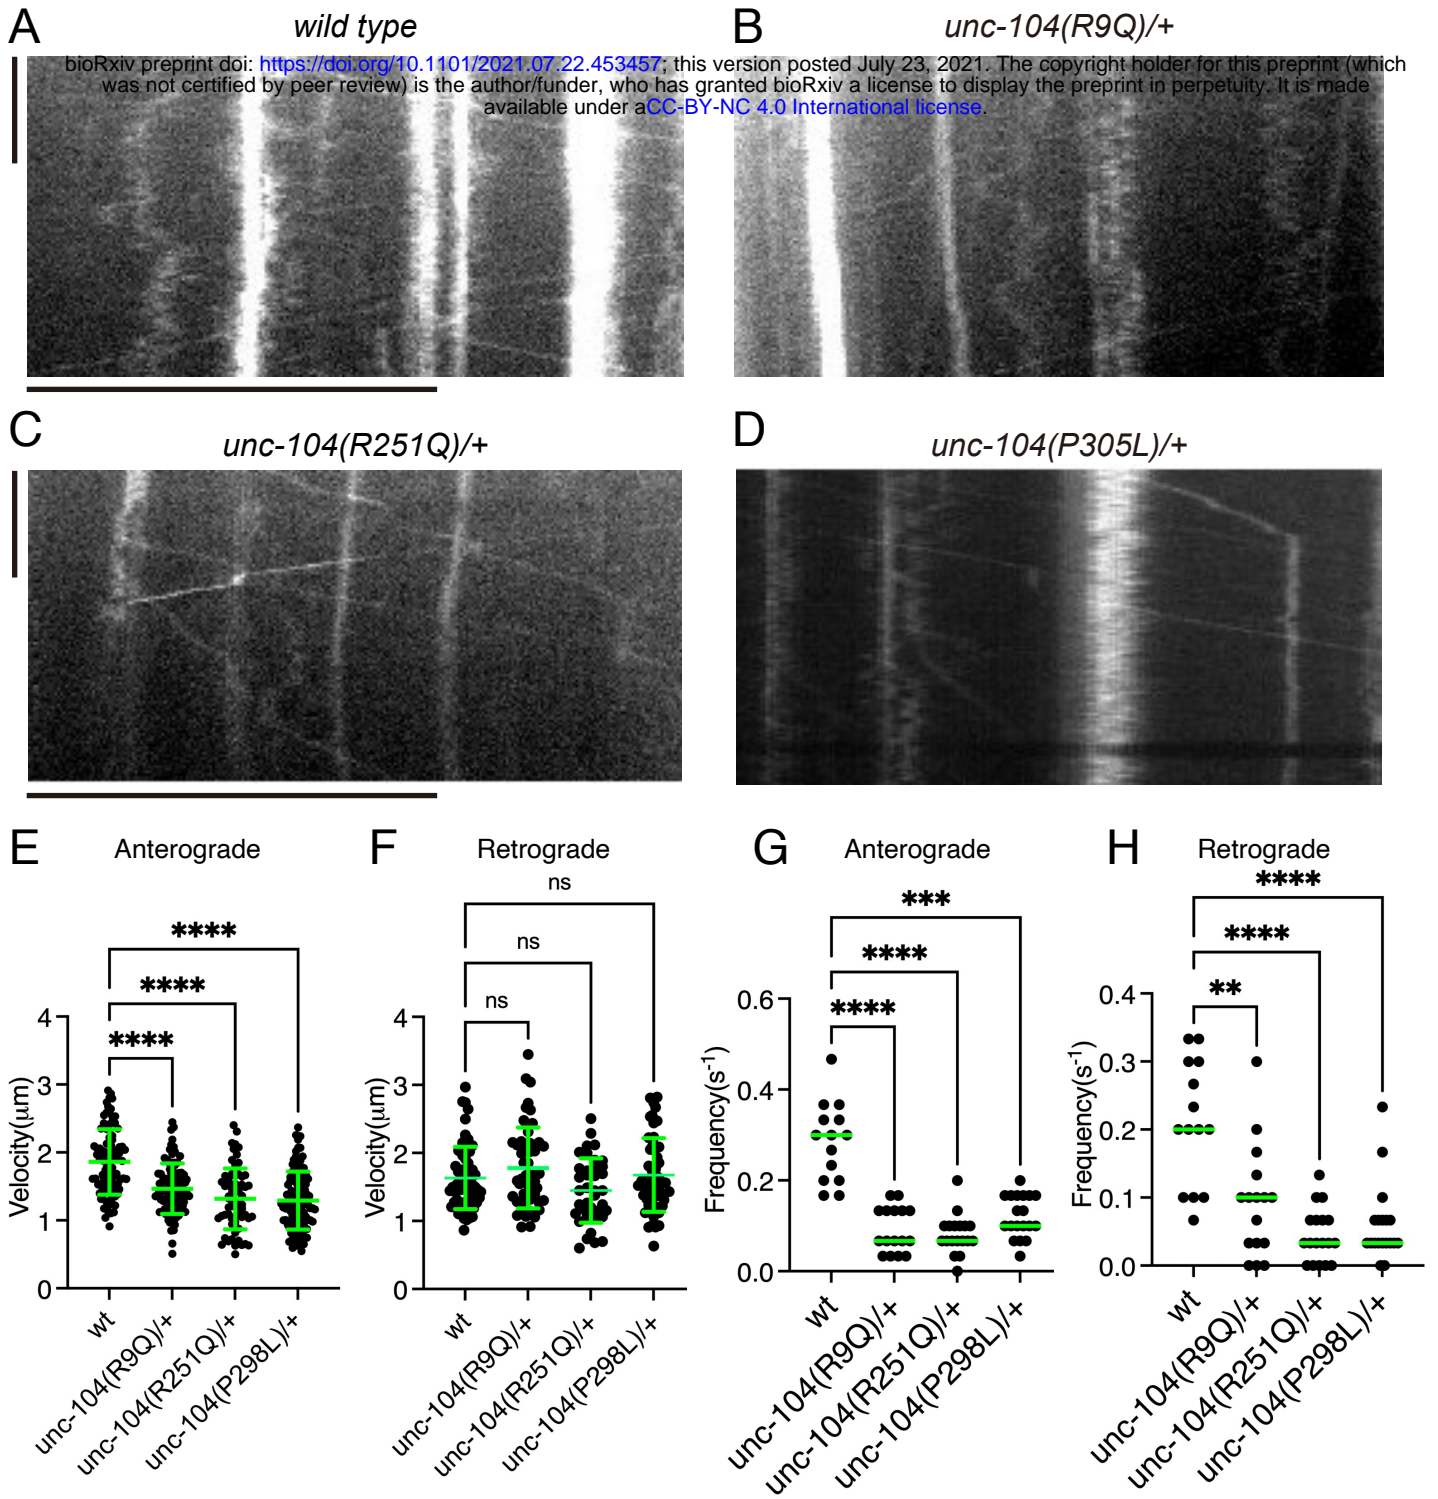 A
wild type
B
unc-104(R9Q)/+
bioRxiv preprint doi: https://doi.org/10.1101/2021.07.22.453457; this version posted July 23, 2021. The copyright holder for this preprint (which
was not certified by peer review) is the author/funder, who has granted bioRxiv a license to display the preprint in perpetuity. It is made
available under aCC-BY-NC 4.0 International license.
C
unc-104(R251Q)/+
D
unc-104(P305L)/+
E
Anterograde
****
****
****
Velocity(μm)
4
3
2
1
0
wt
unc-104(R9Q)/+
unc-104(R251Q)/+
unc-104(P298L)/+
F
Retrograde
ns
ns
ns
Velocity(μm)
4
3
2
1
0
wt
unc-104(R9Q)/+
unc-104(R251Q)/+
unc-104(P298L)/+
G
Anterograde
***
****
****
Frequency(s-1)
0.6
0.4
0.2
0.0
wt
unc-104(R9Q)/+
unc-104(R251Q)/+
unc-104(P298L)/+
H
Retrograde
****
****
**
Frequency(s-1)
0.4
0.3
0.2
0.1
0.0
wt
unc-104(R9Q)/+
unc-104(R251Q)/+
unc-104(P298L)/+